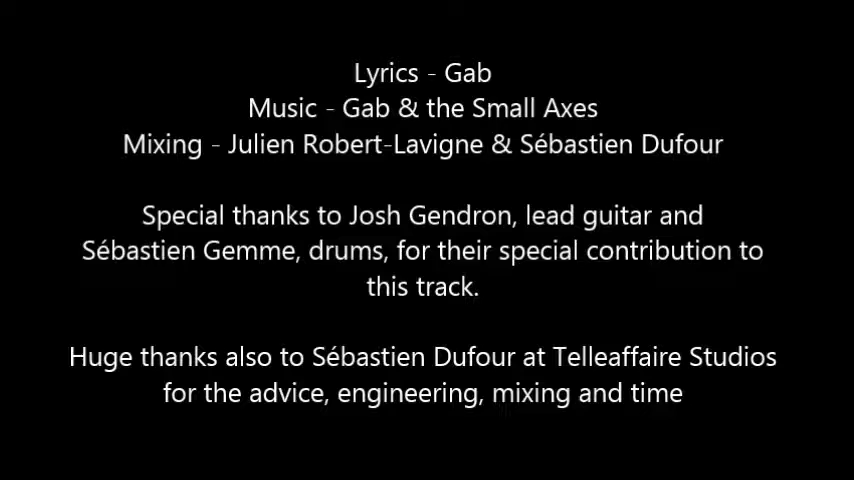 Lyrics - Gab
Music - Gab & the Small Axes
Mixing - Julien Robert-Lavigne & Sébastien Dufour
Special thanks to Josh Gendron, lead guitar and
Sébastien Gemme, drums, for their special contribution to
this track.
Huge thanks also to Sébastien Dufour at Telleaffaire Studios
for the advice, engineering, mixing and time